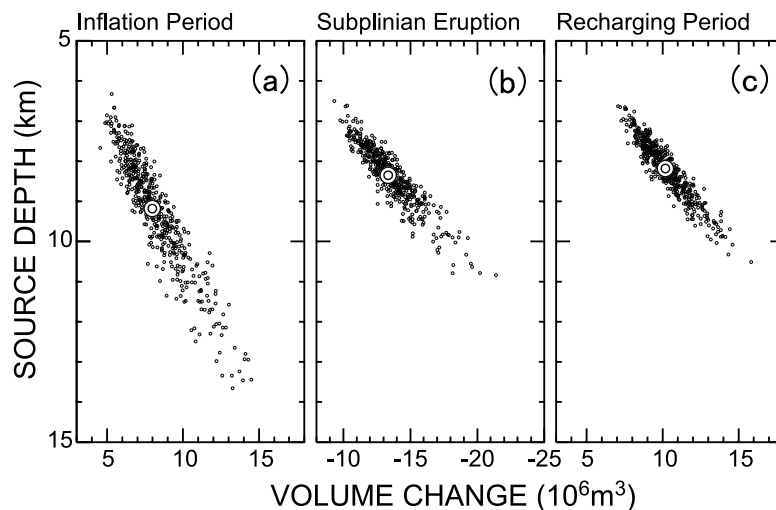 Inflation Period Subplinian Eruption Recharging Period
5 (a) (b) (c)
SOURCE DEPTH (km)
10
15
5 10 15 -10 -15 -20 -25 5 10 15
VOLUME CHANGE (10⁶m³)